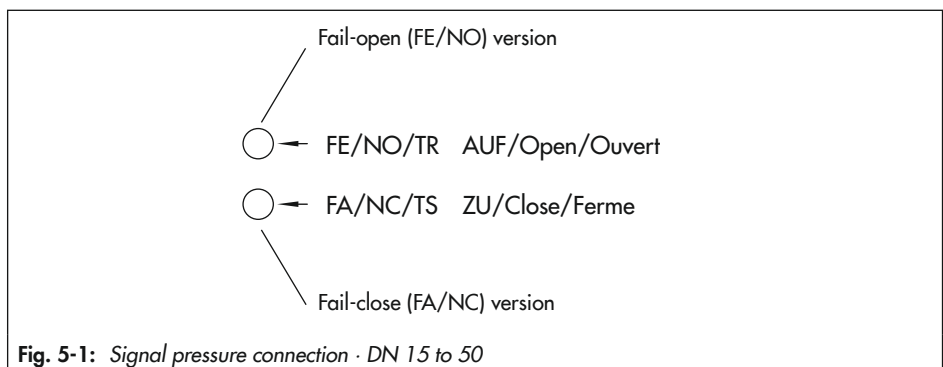 Fail-open (FE/NO) version
FE/NO/TR AUF/Open/Ouvert
FA/NC/TS ZU/Close/Ferme
Fail-close (FA/NC) version
Fig. 5-1: Signal pressure connection · DN 15 to 50